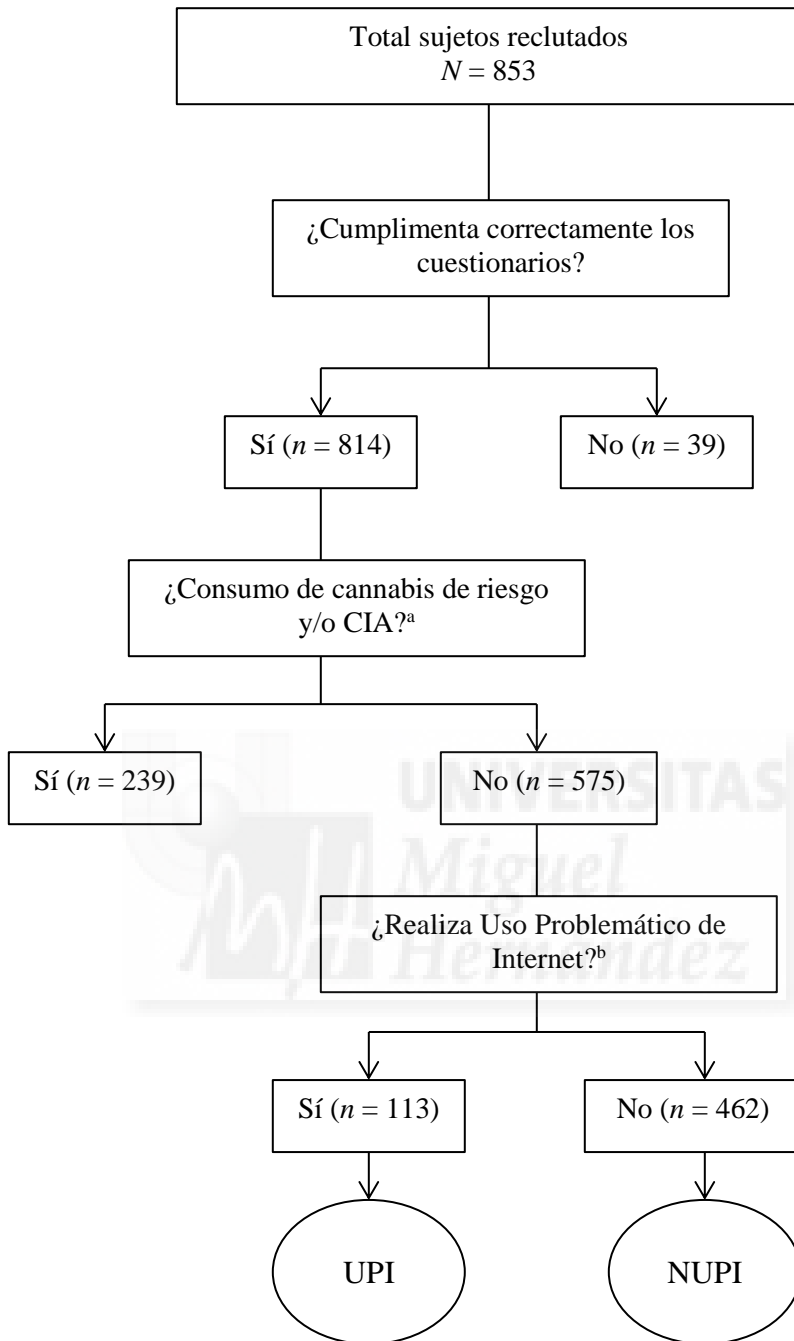 Total sujetos reclutados
N = 853
¿Cumplimenta correctamente los
cuestionarios?
Sí (n = 814)
No (n = 39)
¿Consumo de cannabis de riesgo
y/o CIA?ᵃ
Sí (n = 239)
No (n = 575)
UNIVERSITAS
Miguel
Hernández
¿Realiza Uso Problemático de
Internet?ᵇ
Sí (n = 113)
No (n = 462)
UPI
NUPI